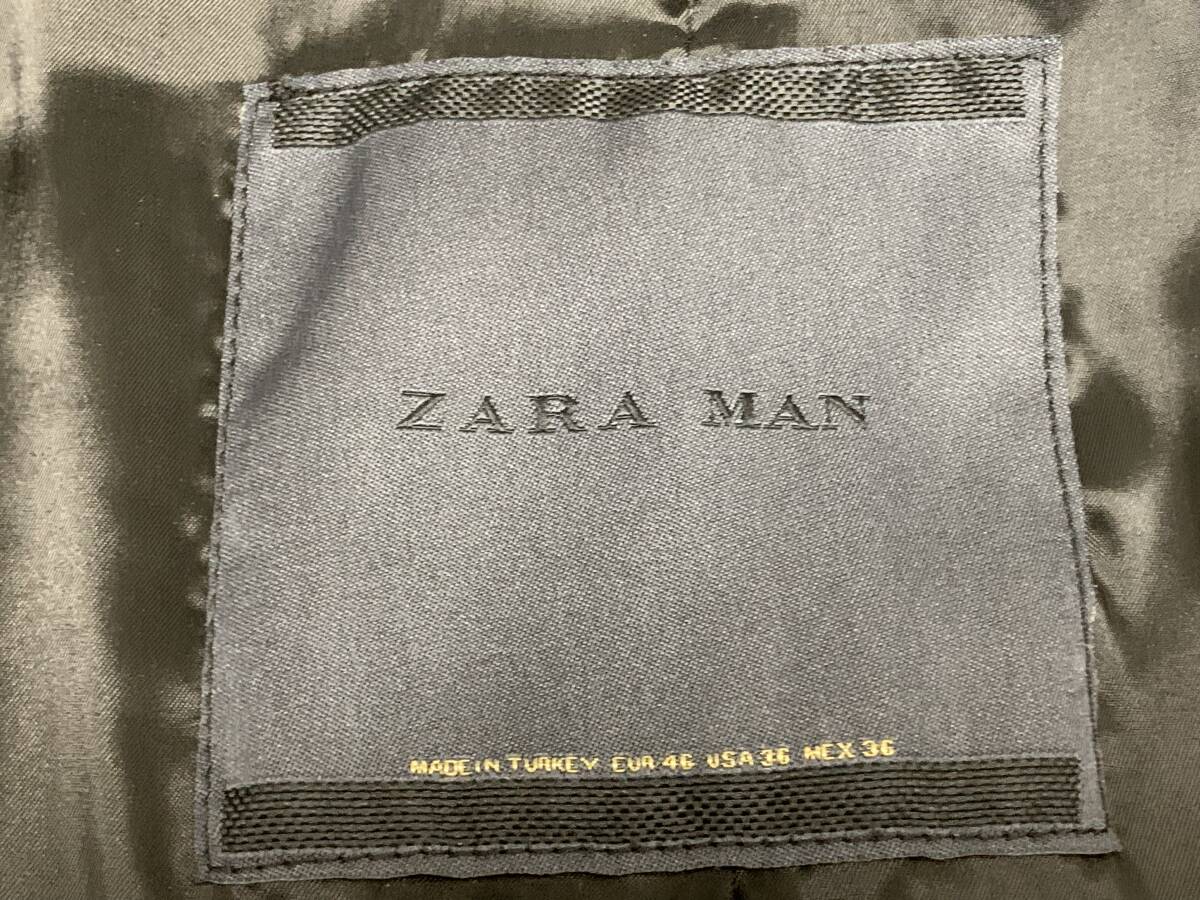 ZARA MAN
MADE IN TURKEY EUR 46 USA 36 MEX 36